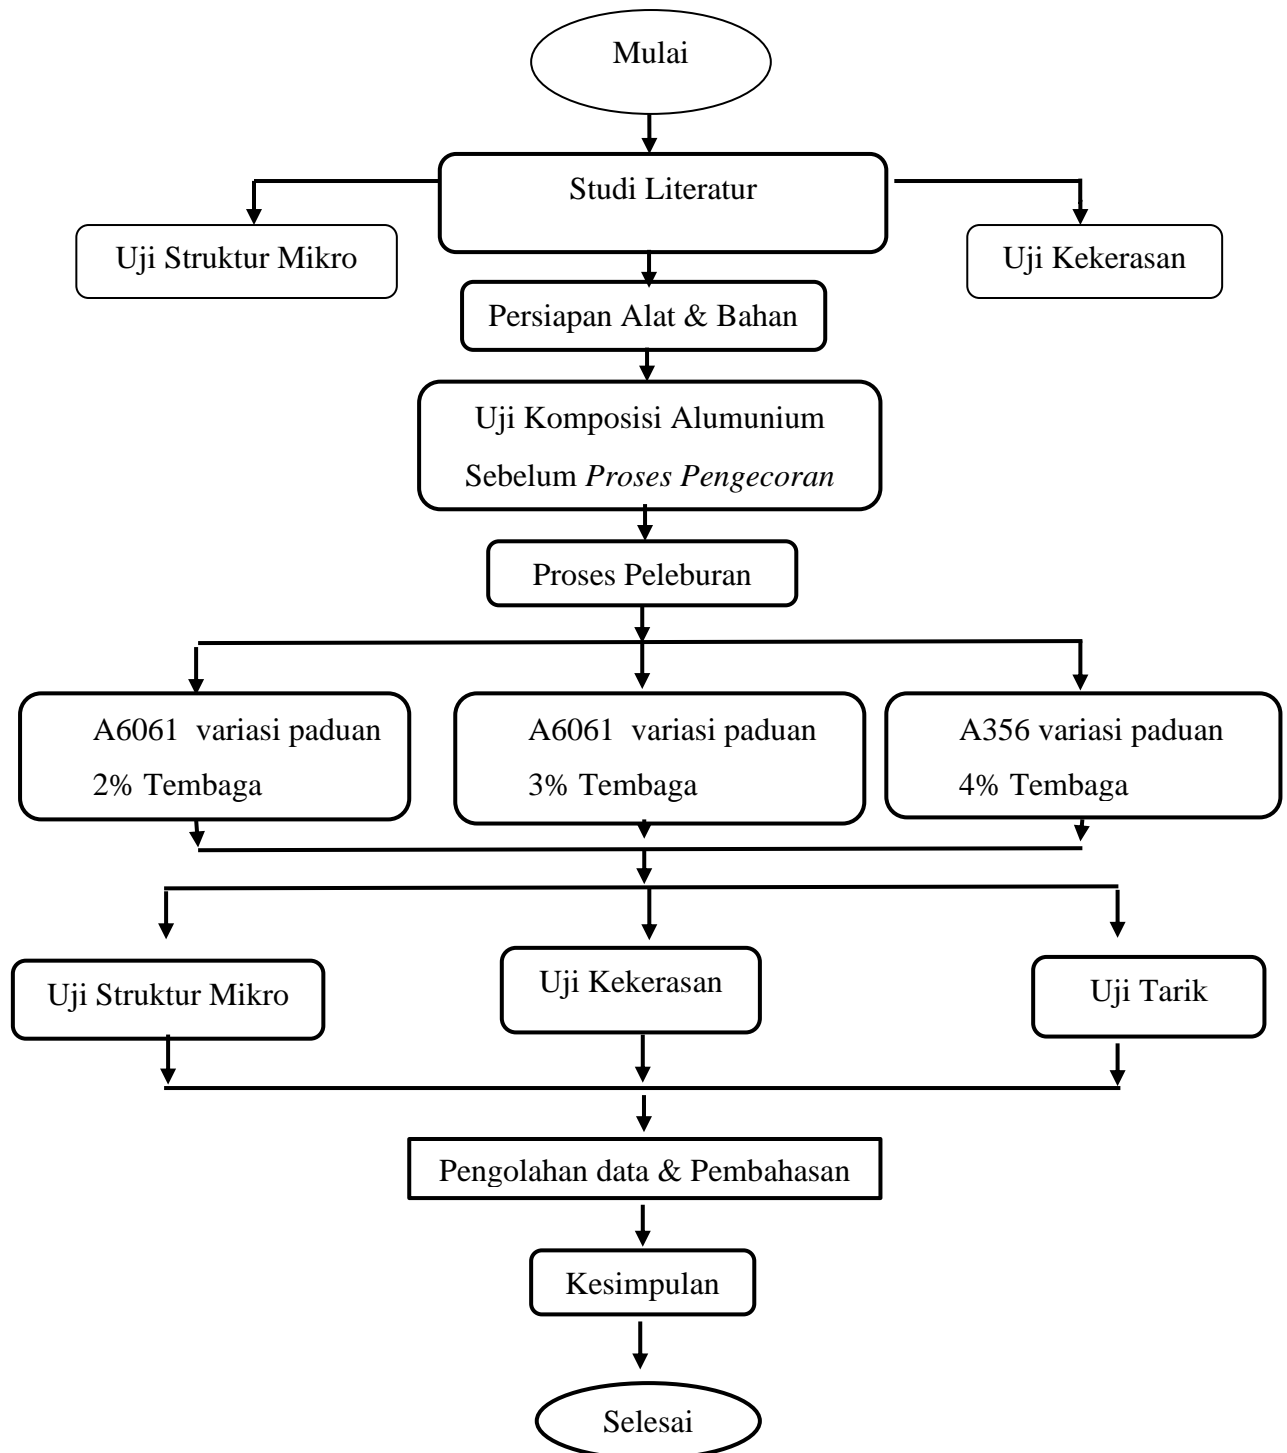 Mulai
Studi Literatur
Uji Struktur Mikro
Uji Kekerasan
Persiapan Alat & Bahan
Uji Komposisi Alumunium
Sebelum Proses Pengecoran
Proses Peleburan
A6061  variasi paduan
2% Tembaga
A6061  variasi paduan
3% Tembaga
A356 variasi paduan
4% Tembaga
Uji Struktur Mikro
Uji Kekerasan
Uji Tarik
Pengolahan data & Pembahasan
Kesimpulan
Selesai